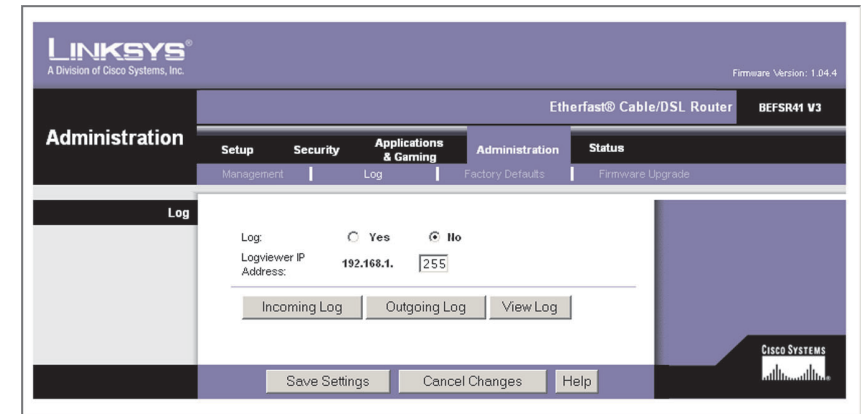 LINKSYS®
A Division of Cisco Systems, Inc.
Firmware Version: 1.04.4
Etherfast® Cable/DSL Router BEFSR41 V3
Administration
Setup Security Applications & Gaming Administration Status
Management Log Factory Defaults Firmware Upgrade
Log
Log: Yes No
Logviewer IP Address: 192.168.1. 255
Incoming Log Outgoing Log View Log
CISCO SYSTEMS
Save Settings Cancel Changes Help